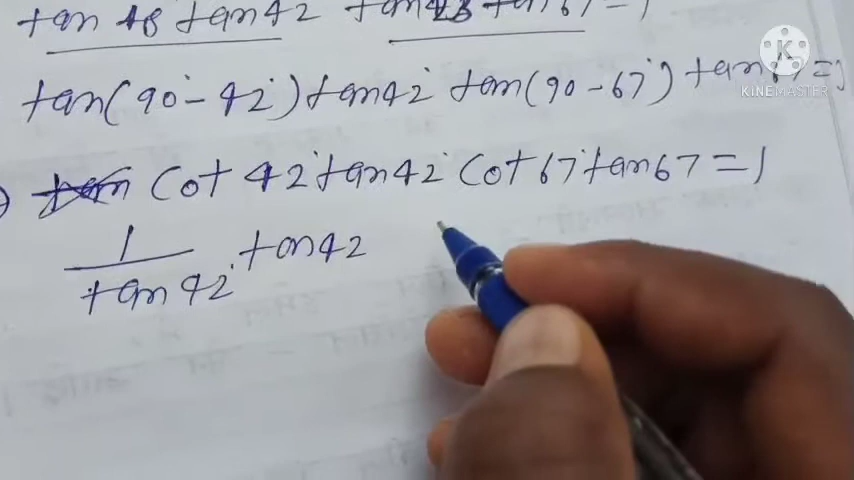 tan 48 tan 42 tan 23 tan 67 = 1
tan(90° - 42°) tan 42° tan(90 - 67°) tan 67 = 1
Cot 42° tan 42° Cot 67° tan 67 = 1
1
tan 42° tan 42
K
KINEMASTER